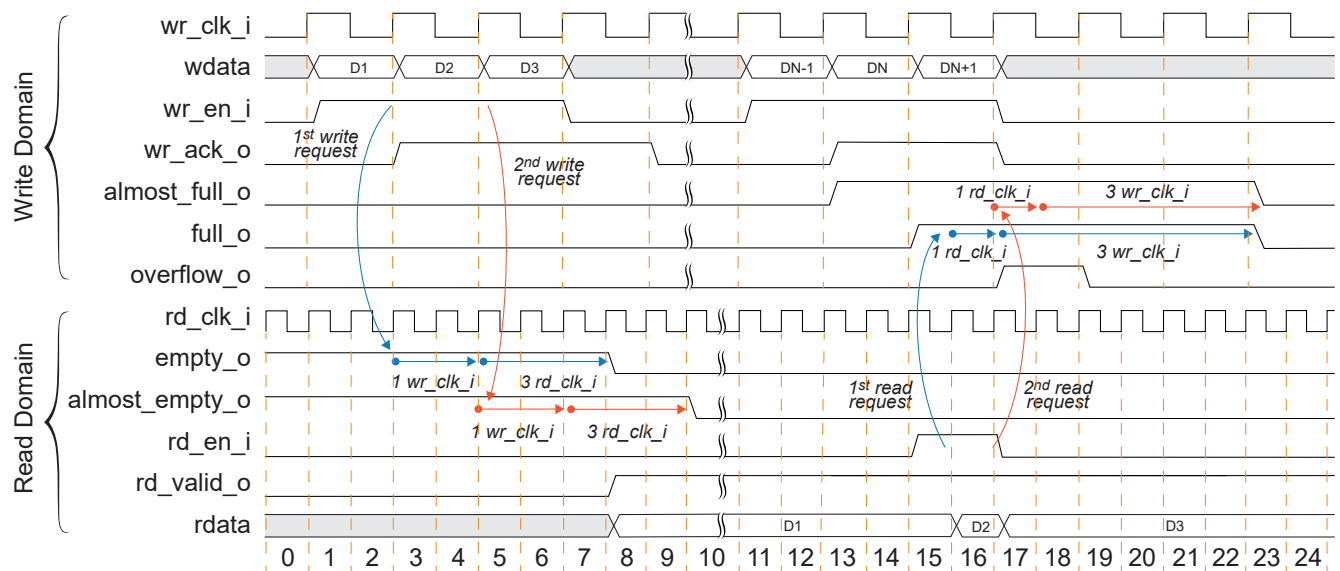 Write Domain
wr_clk_i
wdata D1 D2 D3 DN-1 DN DN+1
wr_en_i
1st write
request
wr_ack_o
2nd write
request
almost_full_o
1 rd_clk_i 3 wr_clk_i
full_o
1 rd_clk_i 3 wr_clk_i
overflow_o
Read Domain
rd_clk_i
empty_o
1 wr_clk_i 3 rd_clk_i
almost_empty_o
1st read
request
2nd read
request
1 wr_clk_i 3 rd_clk_i
rd_en_i
rd_valid_o
rdata D1 D2 D3
0 1 2 3 4 5 6 7 8 9 10 11 12 13 14 15 16 17 18 19 20 21 22 23 24